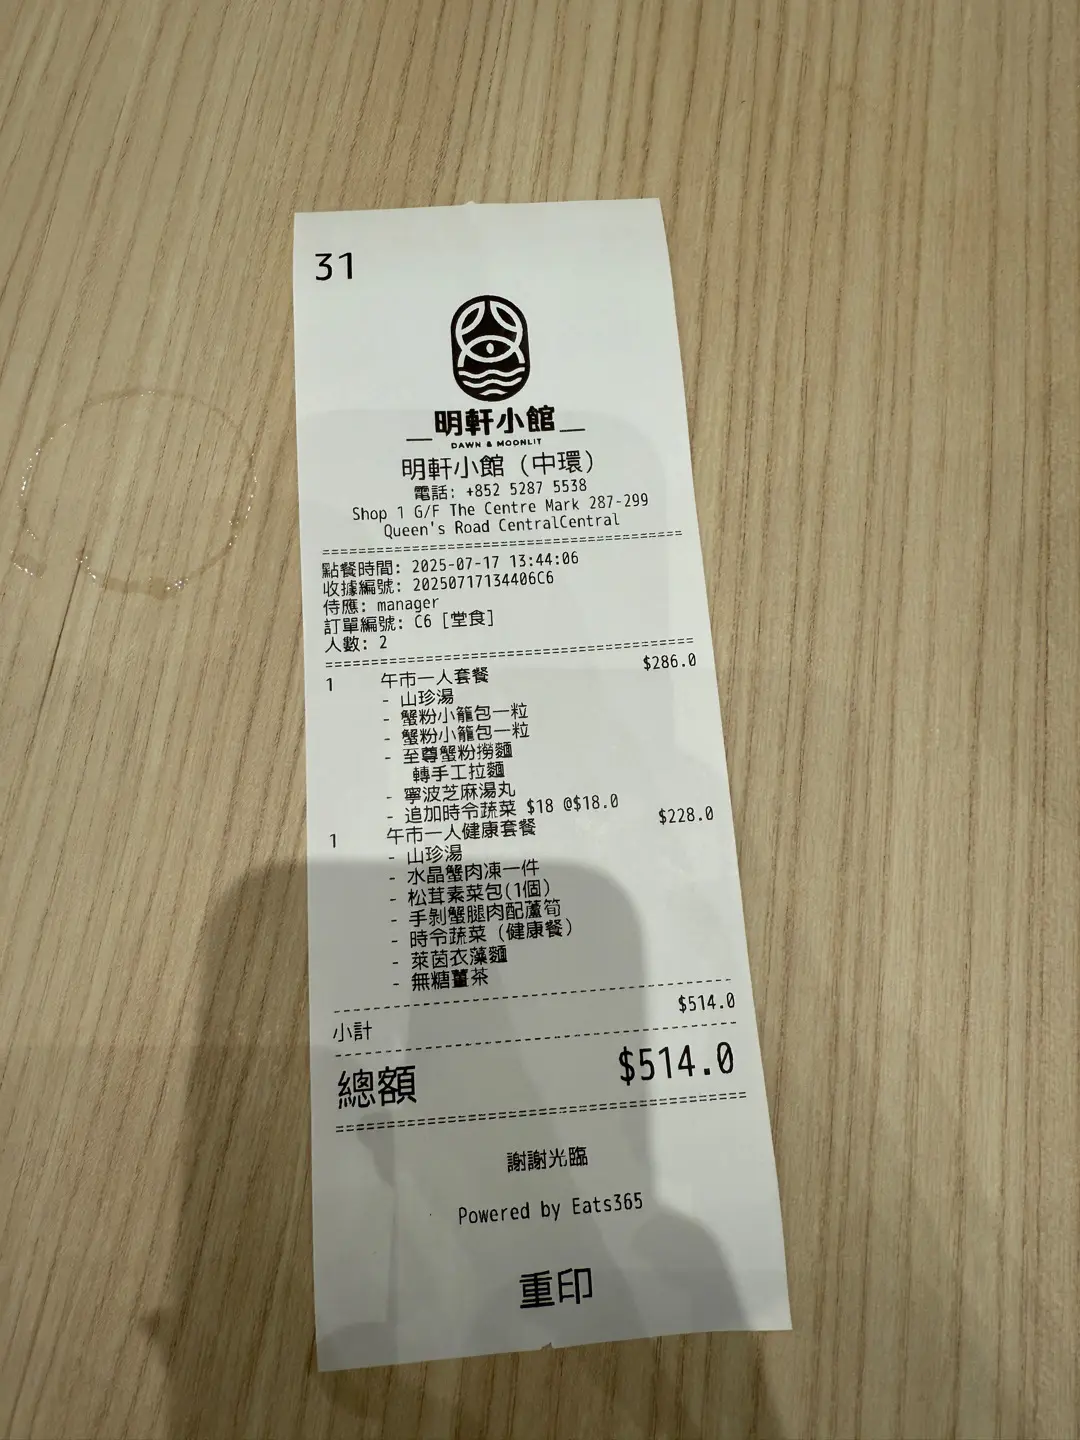 31
明軒小館
DAWN & MOONLIT
明軒小館 (中環)
電話: +852 5287 5538
Shop 1 G/F The Centre Mark 287-299
Queen's Road CentralCentral
點餐時間: 2025-07-17 13:44:06
收據編號: 20250717134406C6
侍應: manager
訂單編號: C6 [堂食]
人數: 2
1 午市一人套餐 $286.0
- 山珍湯
- 蟹粉小籠包一粒
- 蟹粉小籠包一粒
- 至尊蟹粉撈麵
轉手工拉麵
- 寧波芝麻湯丸
- 追加時令蔬菜 $18 @$18.0
1 午市一人健康套餐 $228.0
- 山珍湯
- 水晶蟹肉凍一件
- 松茸素菜包(1個)
- 手剝蟹腿肉配蘆筍
- 時令蔬菜 (健康餐)
- 萊茵衣藻麵
- 無糖薑茶
小計 $514.0
總額 $514.0
謝謝光臨
Powered by Eats365
重印